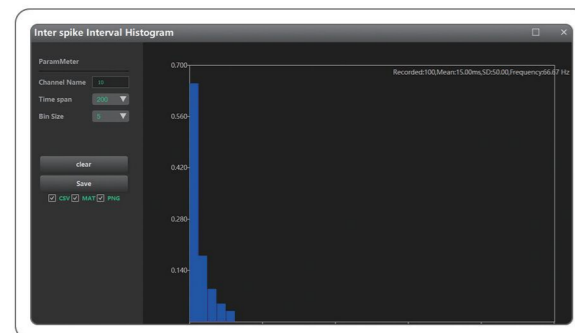 Inter spike Interval Histogram
ParamMeter
Channel Name 16
Time span 200
Bin Size 5
clear
Save
CSV MAT PNG
0.700
0.560
0.420
0.280
0.140
Recorded:100,Mean:15.00ms,SD:50.00,Frequency:66.67 Hz